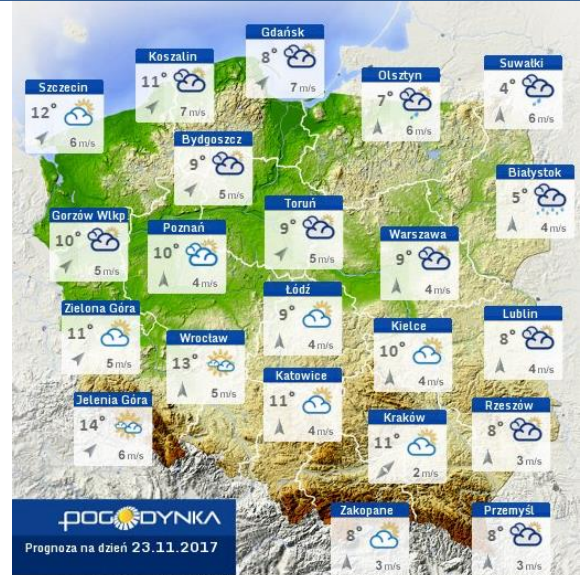 Gdańsk
8°
7 m/s
Koszalin
11°
7 m/s
Suwałki
4°
6 m/s
Olsztyn
7°
6 m/s
Szczecin
12°
6 m/s
Bydgoszcz
9°
5 m/s
Białystok
5°
4 m/s
Toruń
9°
5 m/s
Gorzów Wlkp
10°
5 m/s
Poznań
10°
4 m/s
Warszawa
9°
4 m/s
Łódź
9°
4 m/s
Zielona Góra
11°
5 m/s
Lublin
8°
4 m/s
Kielce
10°
4 m/s
Wrocław
13°
5 m/s
Katowice
11°
4 m/s
Jelenia Góra
14°
6 m/s
Rzeszów
8°
3 m/s
Kraków
11°
2 m/s
Zakopane
8°
3 m/s
Przemyśl
8°
3 m/s
POGODYNKA
Prognoza na dzień 23.11.2017